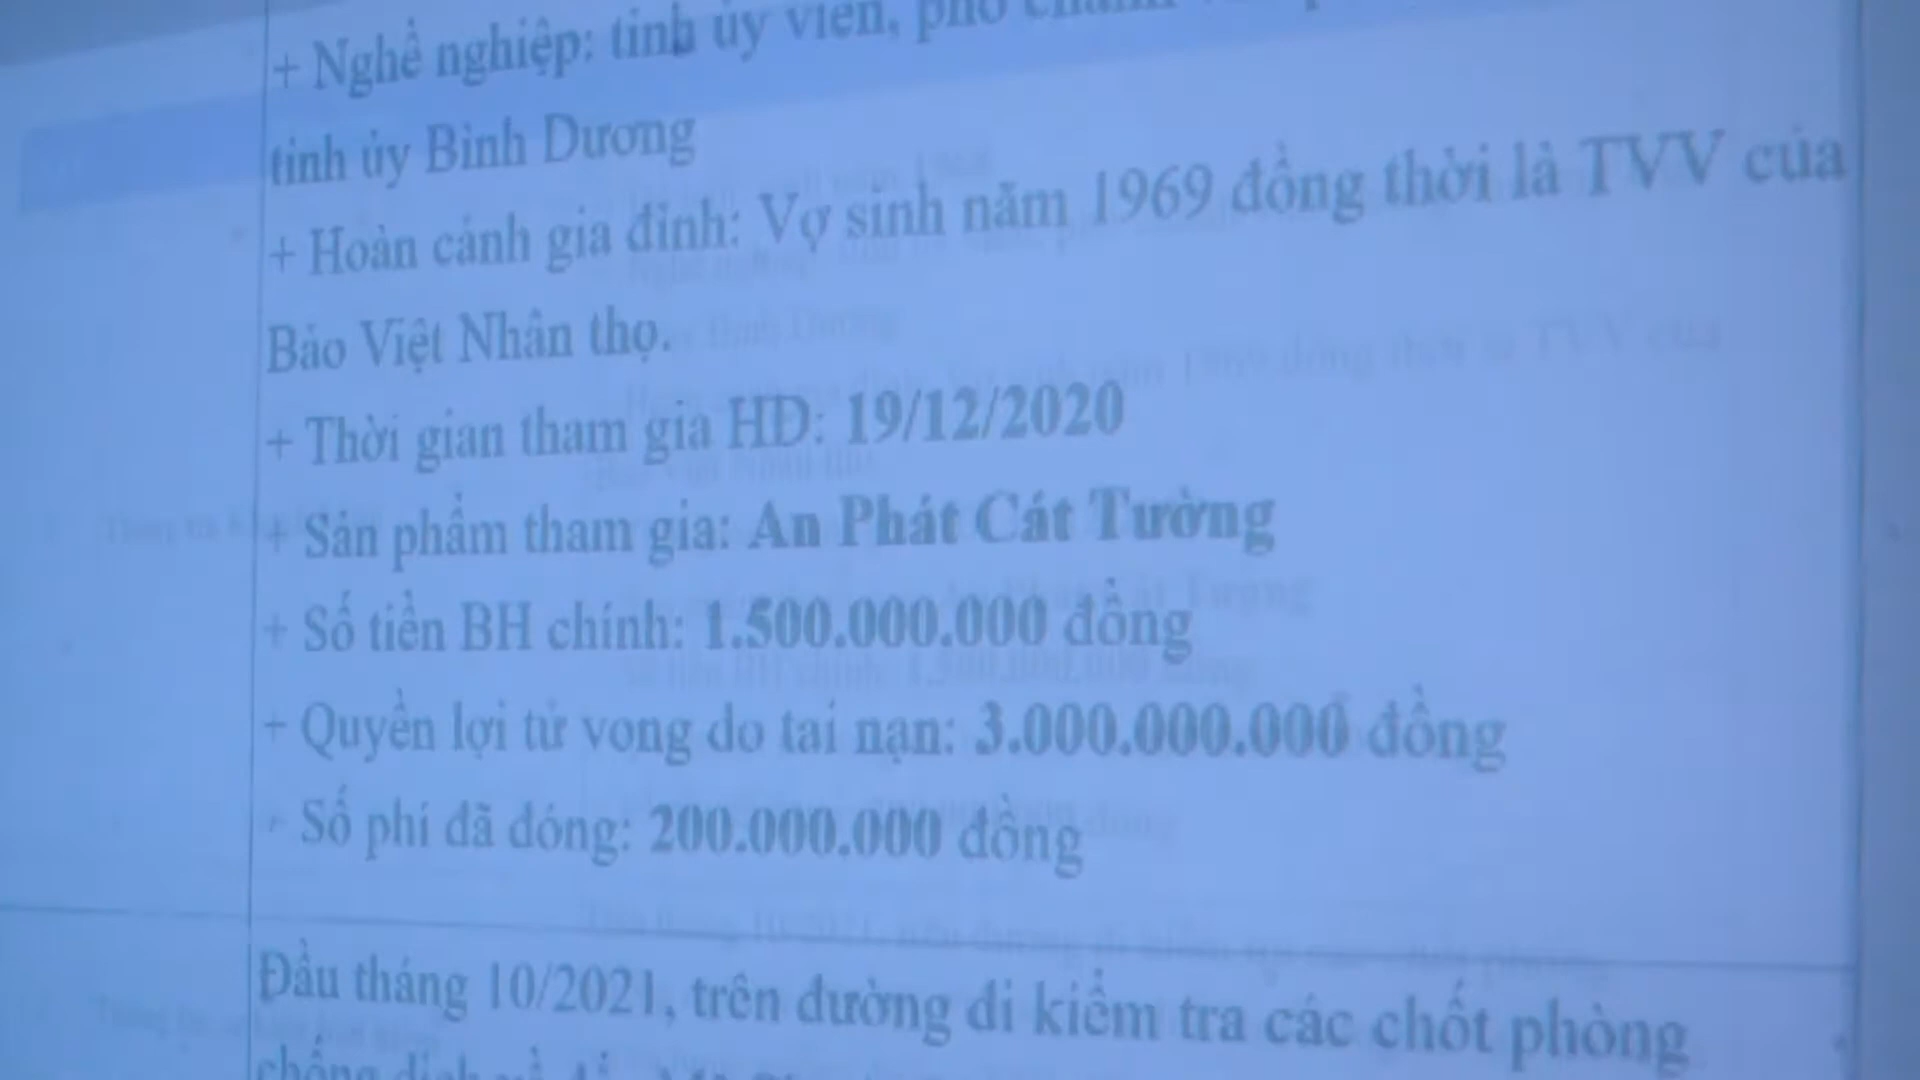 + Nghề nghiệp: tỉnh ủy viên, phó chánh
tỉnh ủy Bình Dương
+ Hoàn cảnh gia đình: Vợ sinh năm 1969 đồng thời là TVV của
Bảo Việt Nhân thọ.
+ Thời gian tham gia HĐ: 19/12/2020
+ Sản phẩm tham gia: An Phát Cát Tường
+ Số tiền BH chính: 1.500.000.000 đồng
+ Quyền lợi tử vong do tai nạn: 3.000.000.000 đồng
+ Số phí đã đóng: 200.000.000 đồng
Đầu tháng 10/2021, trên đường đi kiểm tra các chốt phòng
chống dịch